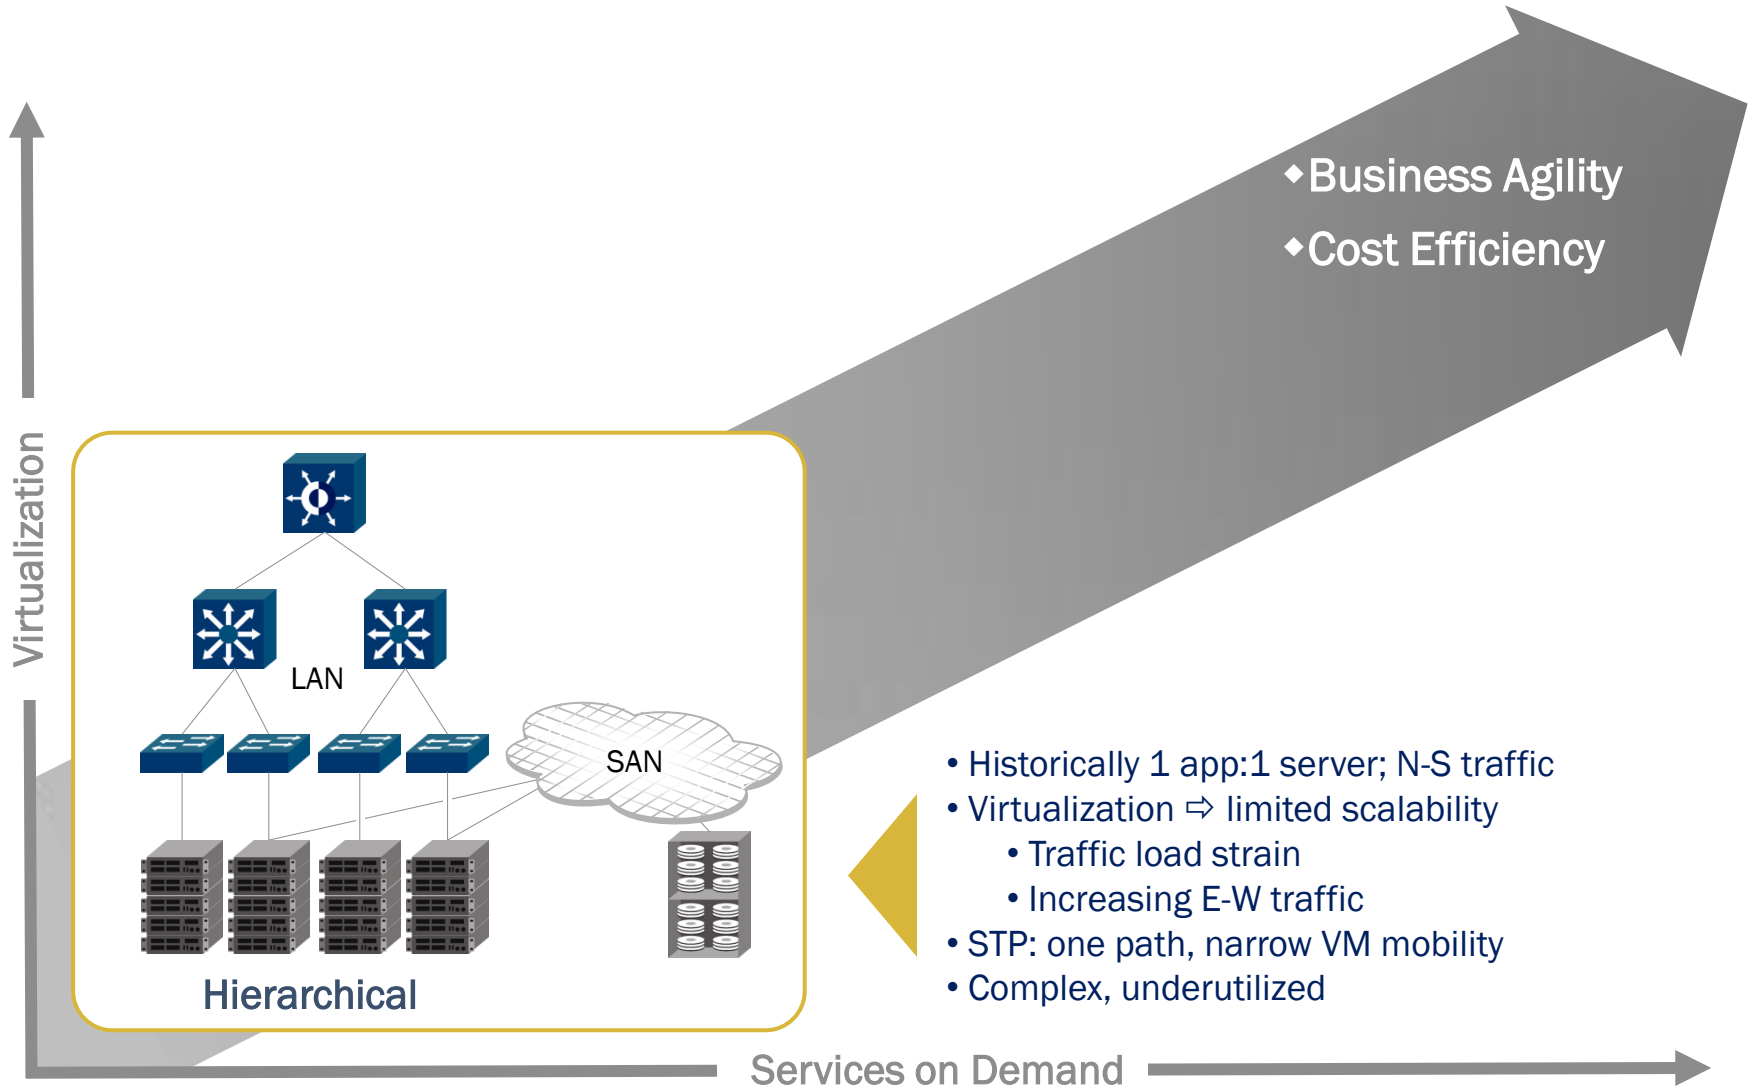 ◆Business Agility
◆Cost Efficiency
Virtualization
LAN
SAN
Hierarchical
• Historically 1 app:1 server; N-S traffic
• Virtualization ⇨ limited scalability
• Traffic load strain
• Increasing E-W traffic
• STP: one path, narrow VM mobility
• Complex, underutilized
Services on Demand